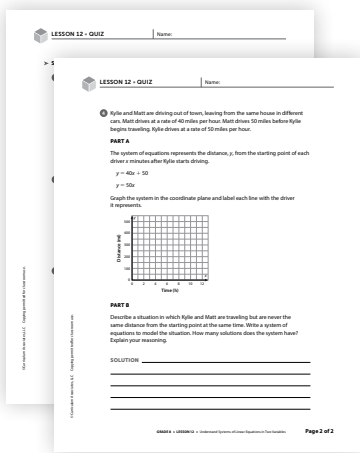 LESSON 12 • QUIZ
Name:
➤ S
LESSON 12 • QUIZ
Name:
4 Kylie and Matt are driving out of town, leaving from the same house in different
cars. Matt drives at a rate of 40 miles per hour. Matt drives 50 miles before Kylie
begins traveling. Kylie drives at a rate of 50 miles per hour.
PART A
The system of equations represents the distance, y, from the starting point of each
driver x minutes after Kylie starts driving.
y = 40x + 50
y = 50x
Graph the system in the coordinate plane and label each line with the driver
it represents.
Distance (mi)
500
400
300
200
100
0
0 2 4 6 8 10 12
Time (h)
PART B
Describe a situation in which Kylie and Matt are traveling but are never the
same distance from the starting point at the same time. Write a system of
equations to model the situation. How many solutions does the system have?
Explain your reasoning.
SOLUTION
GRADE 8 • LESSON 12 • Understand Systems of Linear Equations in Two Variables
Page 2 of 2